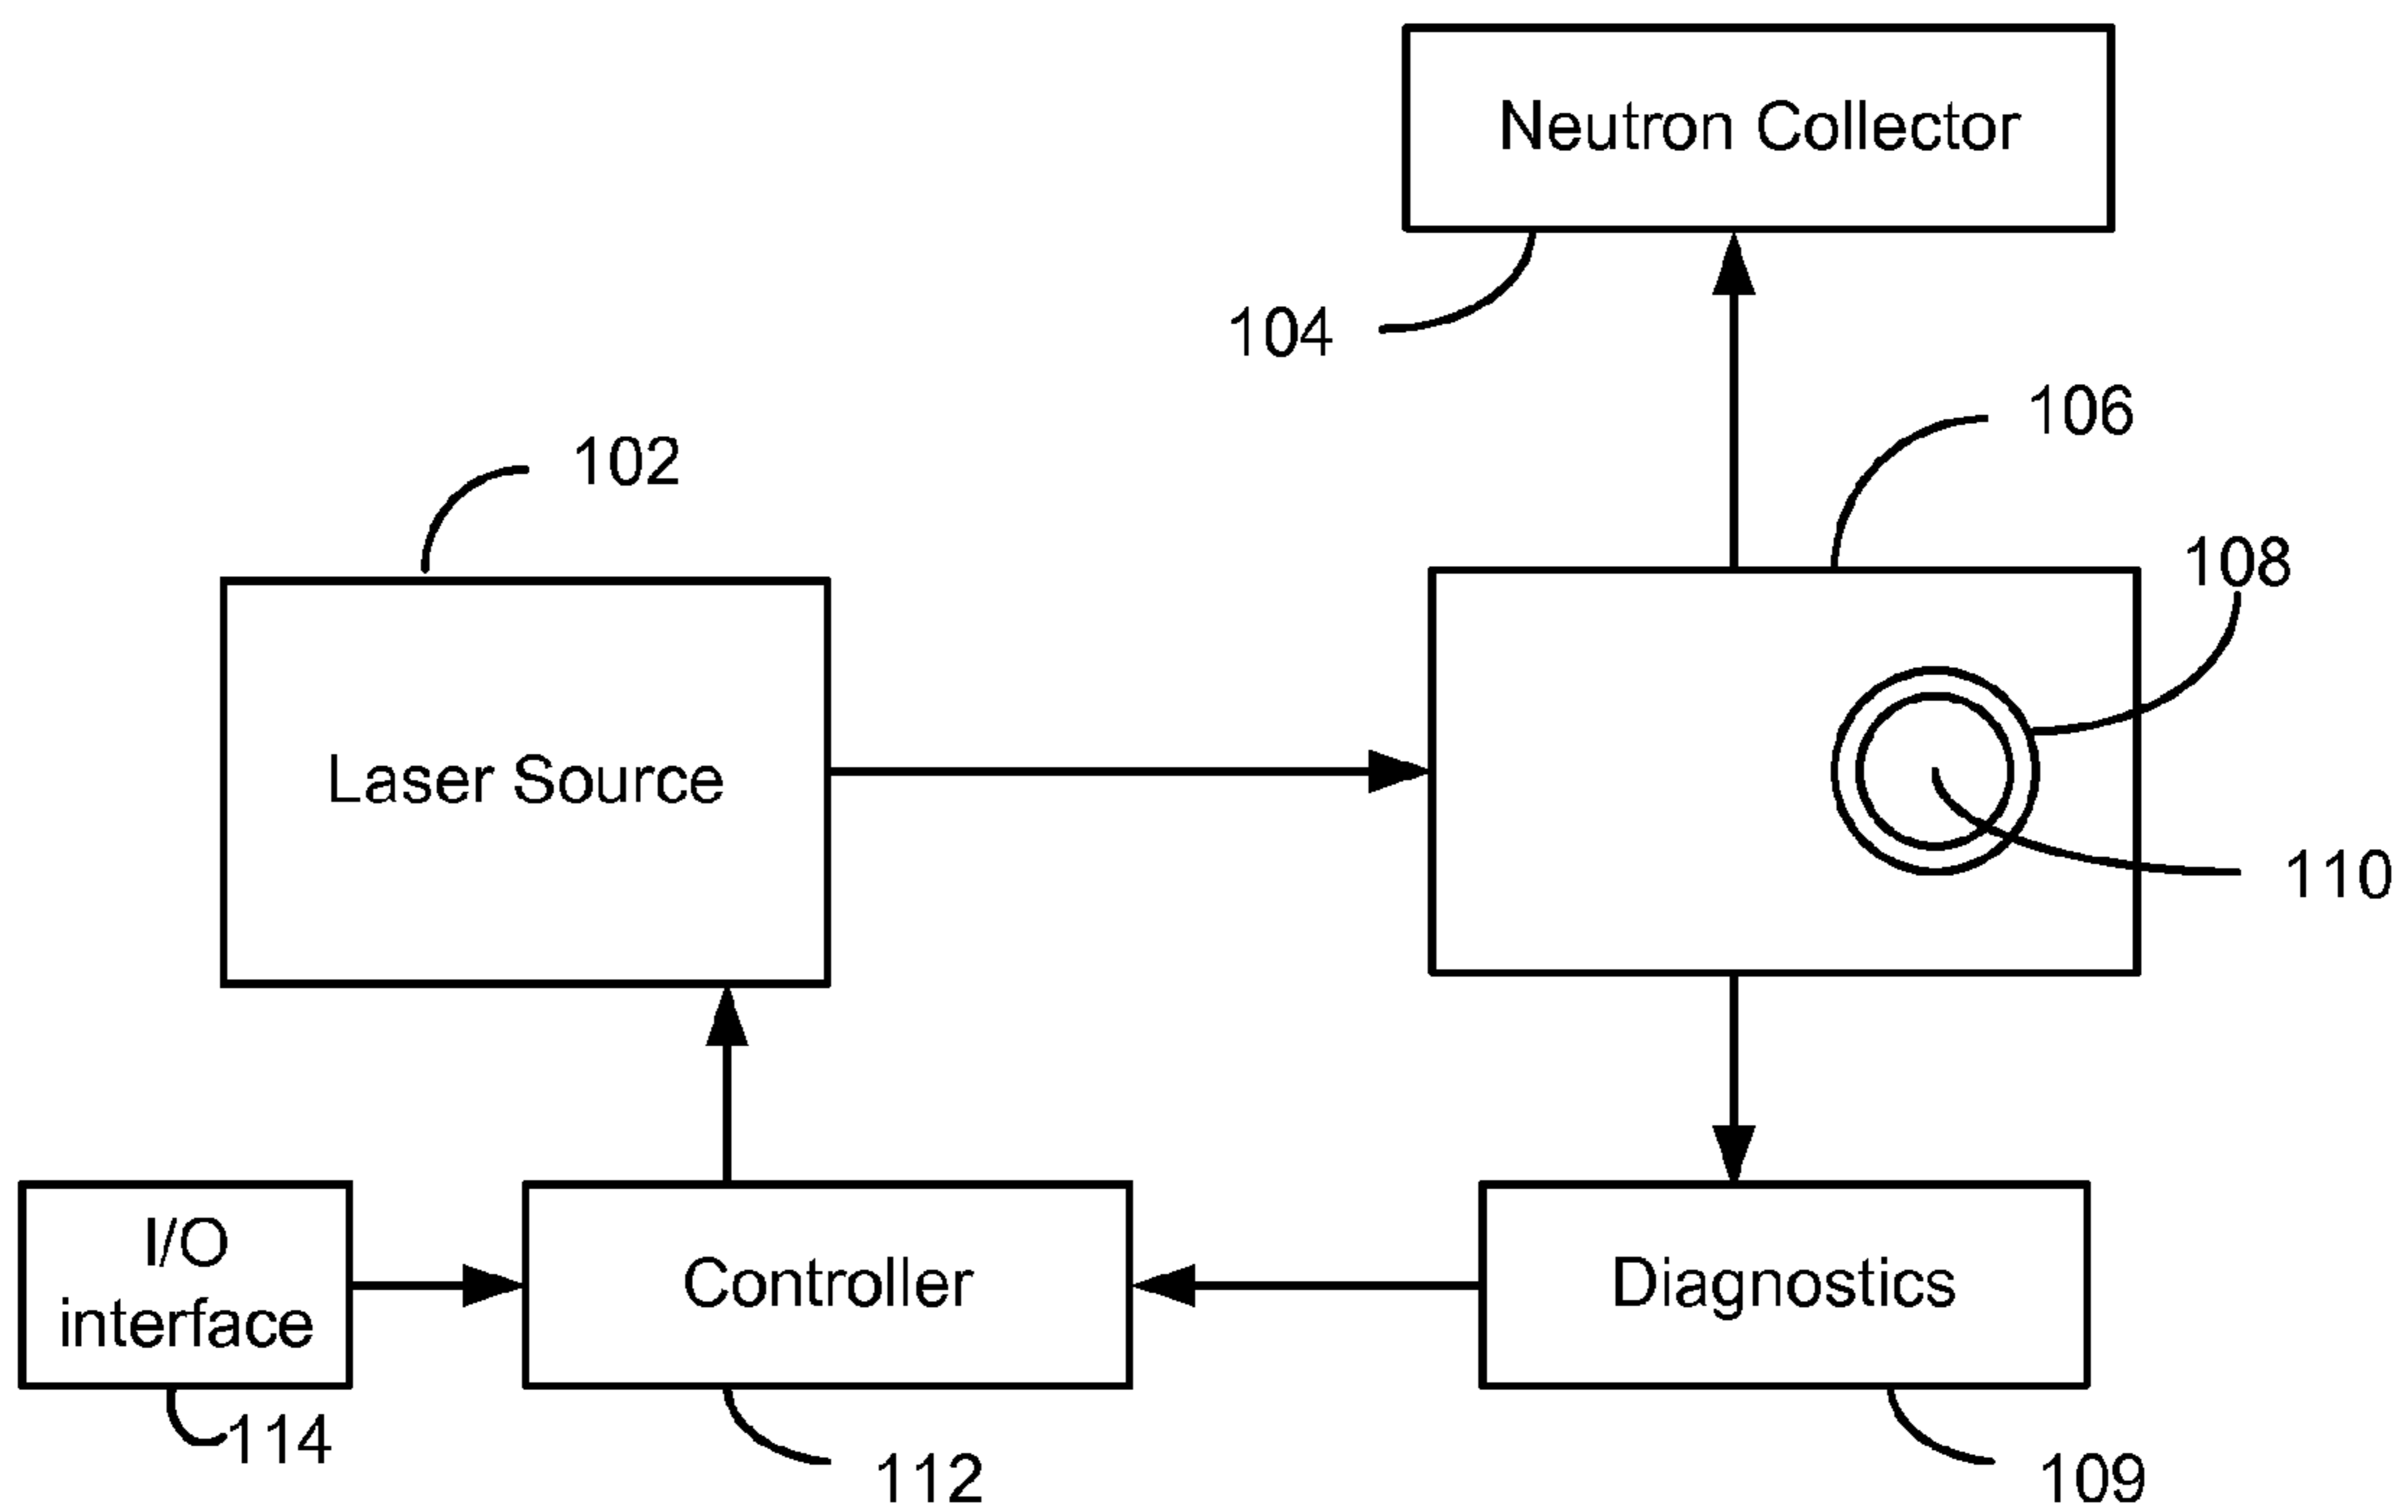 Neutron Collector
104
106
102
108
Laser Source
110
I/O
interface
Controller
Diagnostics
114
112
109